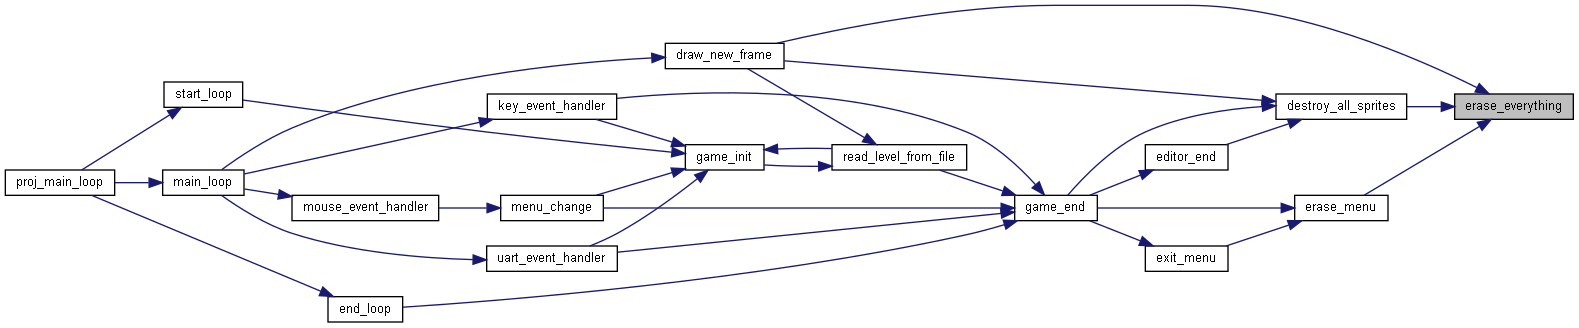 draw_new_frame
start_loop
key_event_handler
destroy_all_sprites
erase_everything
game_init
read_level_from_file
editor_end
proj_main_loop
main_loop
mouse_event_handler
menu_change
game_end
erase_menu
uart_event_handler
exit_menu
end_loop